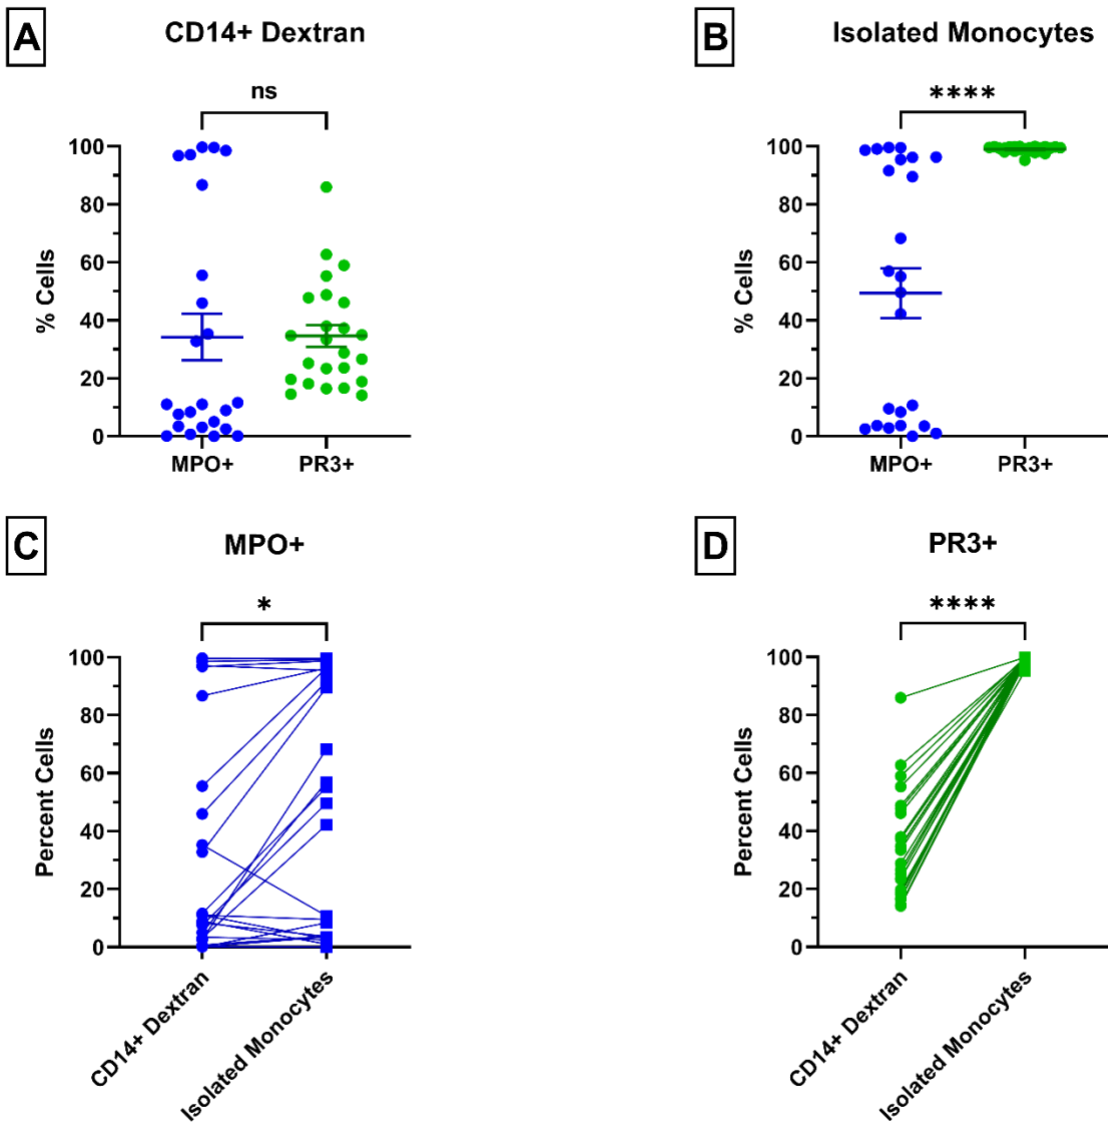 A
CD14+ Dextran
ns
% Cells
100
80
60
40
20
0
MPO+ PR3+
B
Isolated Monocytes
****
% Cells
100
80
60
40
20
0
MPO+ PR3+
C
MPO+
*
Percent Cells
100
80
60
40
20
0
CD14+ Dextran
Isolated Monocytes
D
PR3+
****
Percent Cells
100
80
60
40
20
0
CD14+ Dextran
Isolated Monocytes